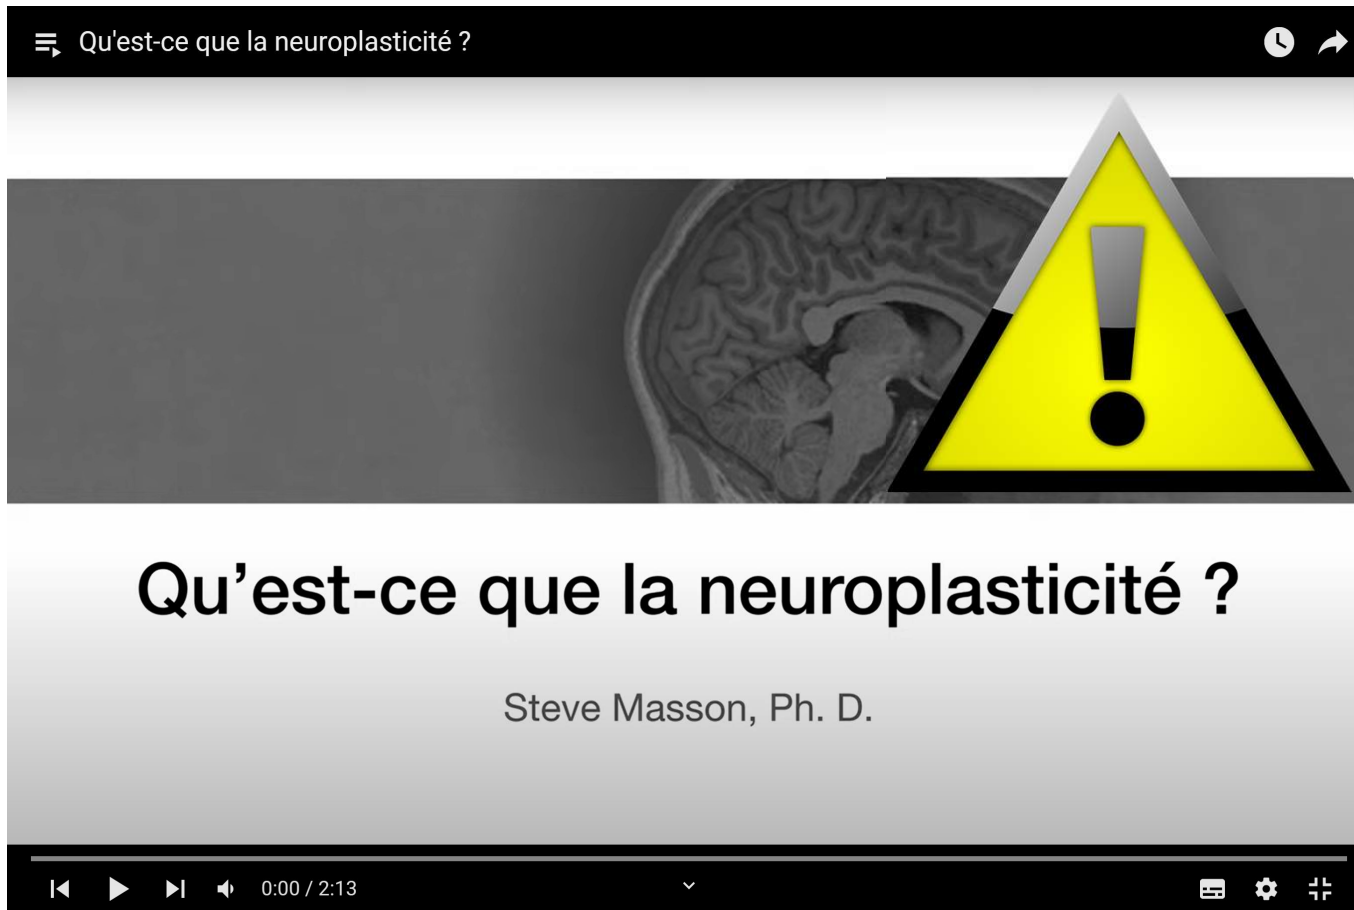 Qu'est-ce que la neuroplasticité ?
!
Qu’est-ce que la neuroplasticité ?
Steve Masson, Ph. D.
0:00 / 2:13